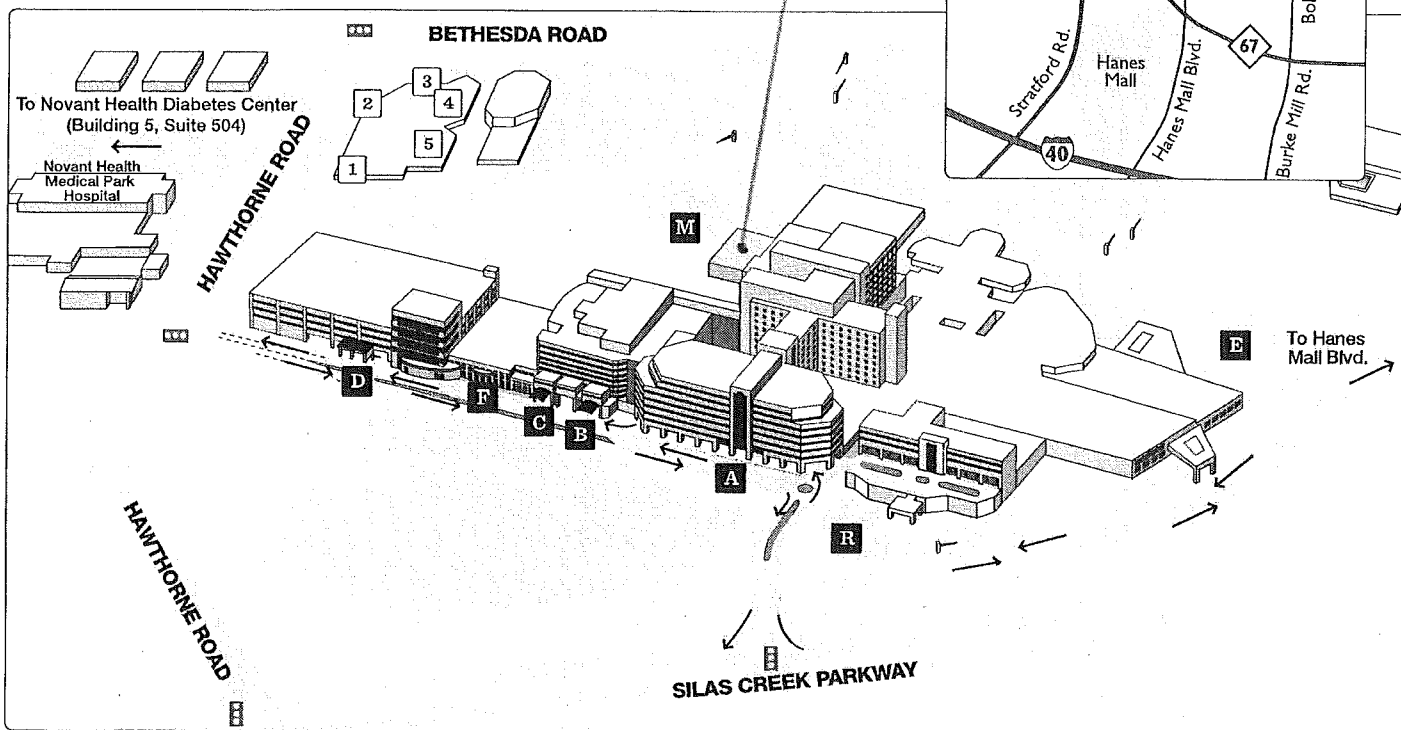 BETHESDA ROAD
To Novant Health Diabetes Center
(Building 5, Suite 504)
Novant Health
Medical Park
Hospital
HAWTHORNE ROAD
1
2
3
4
5
Stratford Rd.
Hanes
Mall
Hanes Mall Blvd.
67
Burke Mill Rd.
40
M
E
To Hanes
Mall Blvd.
D
F
C
B
A
R
HAWTHORNE ROAD
SILAS CREEK PARKWAY